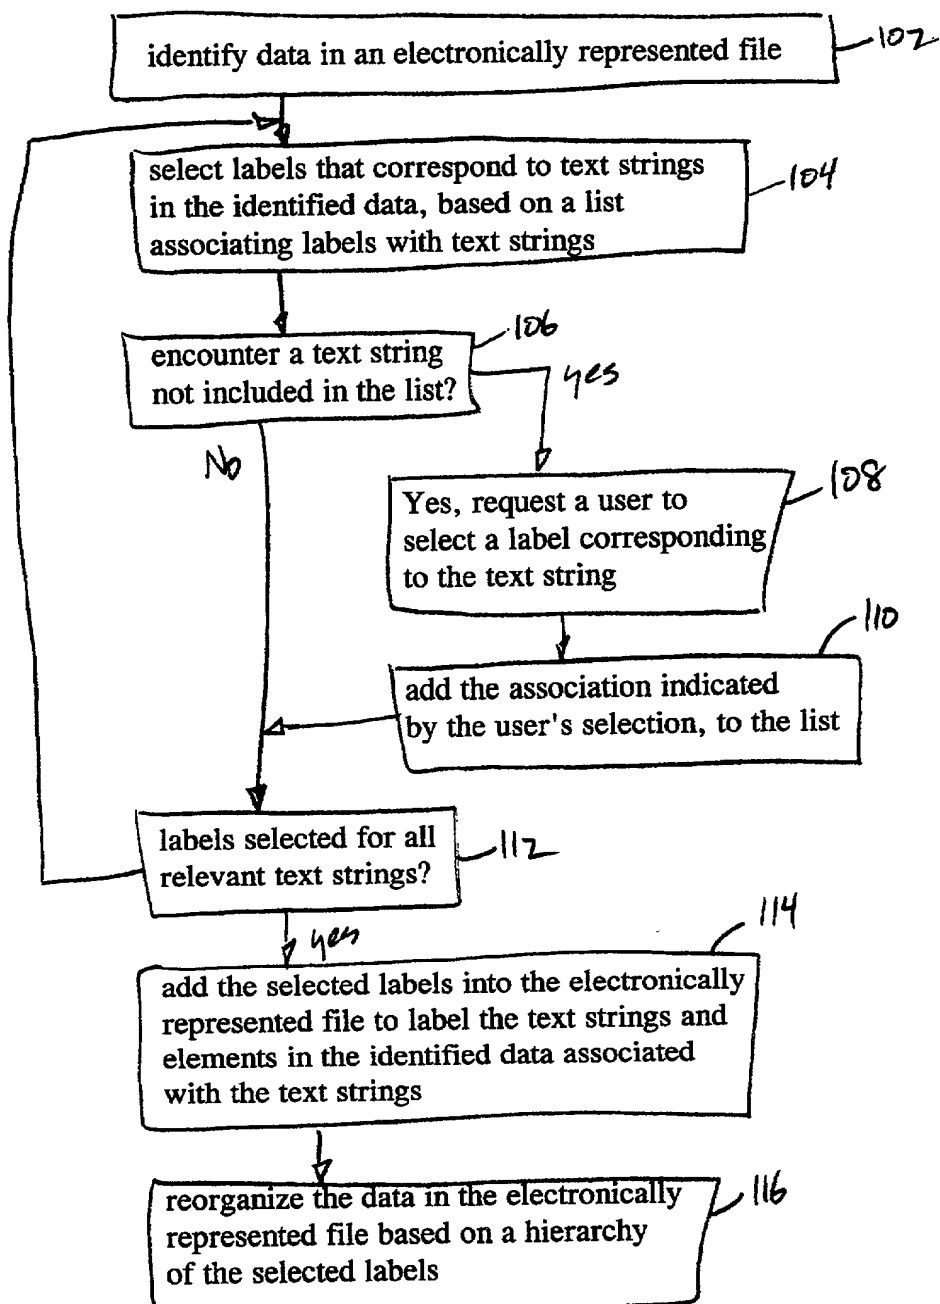 identify data in an electronically represented file
102
select labels that correspond to text strings
in the identified data, based on a list
associating labels with text strings
104
106
encounter a text string
not included in the list?
yes
No
108
Yes, request a user to
select a label corresponding
to the text string
110
add the association indicated
by the user's selection, to the list
labels selected for all
relevant text strings?
112
yes
114
add the selected labels into the electronically
represented file to label the text strings and
elements in the identified data associated
with the text strings
116
reorganize the data in the electronically
represented file based on a hierarchy
of the selected labels